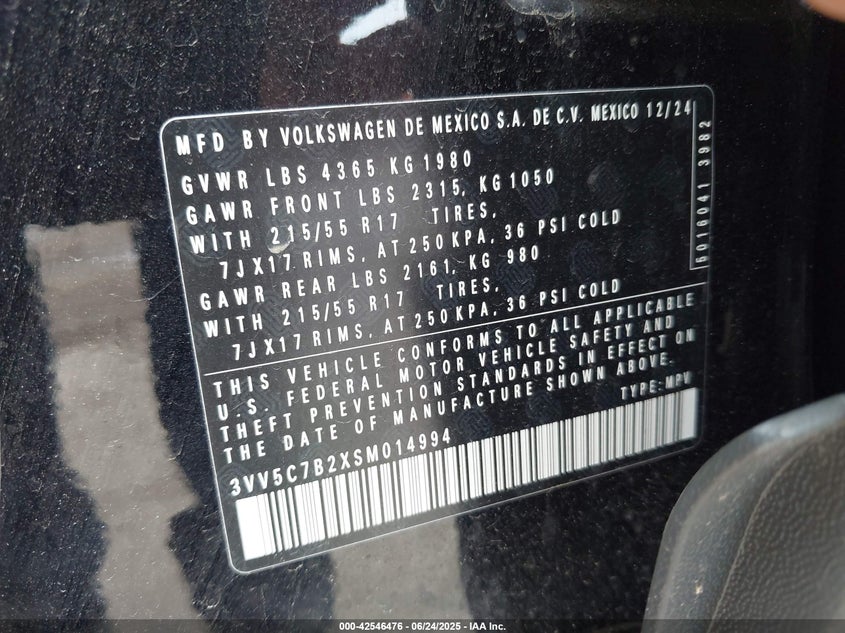 MFD BY VOLKSWAGEN DE MEXICO S.A. DE C.V. MEXICO 12/24
GVWR LBS 4365 KG 1980
GAWR FRONT LBS 2315, KG 1050
WITH 215/55 R17 TIRES,
7JX17 RIMS, AT 250 KPA, 36 PSI COLD
GAWR REAR LBS 2161, KG 980
WITH 215/55 R17 TIRES,
7JX17 RIMS, AT 250 KPA, 36 PSI COLD
5016041 3982
THIS VEHICLE CONFORMS TO ALL APPLICABLE
U.S. FEDERAL MOTOR VEHICLE SAFETY AND
THEFT PREVENTION STANDARDS IN EFFECT ON
THE DATE OF MANUFACTURE SHOWN ABOVE.
TYPE: MPV
3VV5C7B2XSM014994
000-42546476 - 06/24/2025 - IAA Inc.